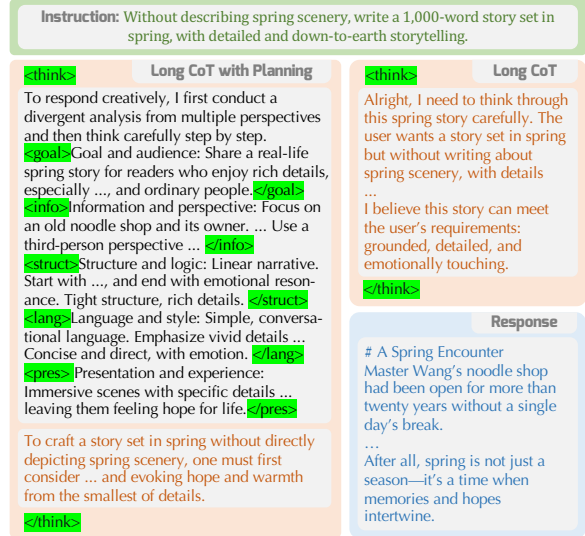 Instruction: Without describing spring scenery, write a 1,000-word story set in
spring, with detailed and down-to-earth storytelling.
<think>
Long CoT with Planning
To respond creatively, I first conduct a
divergent analysis from multiple perspectives
and then think carefully step by step.
<goal>Goal and audience: Share a real-life
spring story for readers who enjoy rich details,
especially ..., and ordinary people.</goal>
<info>Information and perspective: Focus on
an old noodle shop and its owner. ... Use a
third-person perspective ... </info>
<struct>Structure and logic: Linear narrative.
Start with ..., and end with emotional reson-
ance. Tight structure, rich details. </struct>
<lang>Language and style: Simple, conversa-
tional language. Emphasize vivid details ...
Concise and direct, with emotion. </lang>
<pres> Presentation and experience:
Immersive scenes with specific details ...
leaving them feeling hope for life.</pres>
To craft a story set in spring without directly
depicting spring scenery, one must first
consider ... and evoking hope and warmth
from the smallest of details.
</think>
<think>
Long CoT
Alright, I need to think through
this spring story carefully. The
user wants a story set in spring
but without writing about
spring scenery, with details
...
I believe this story can meet
the user's requirements:
grounded, detailed, and
emotionally touching.
</think>
Response
# A Spring Encounter
Master Wang's noodle shop
had been open for more than
twenty years without a single
day's break.
...
After all, spring is not just a
season—it's a time when
memories and hopes
intertwine.